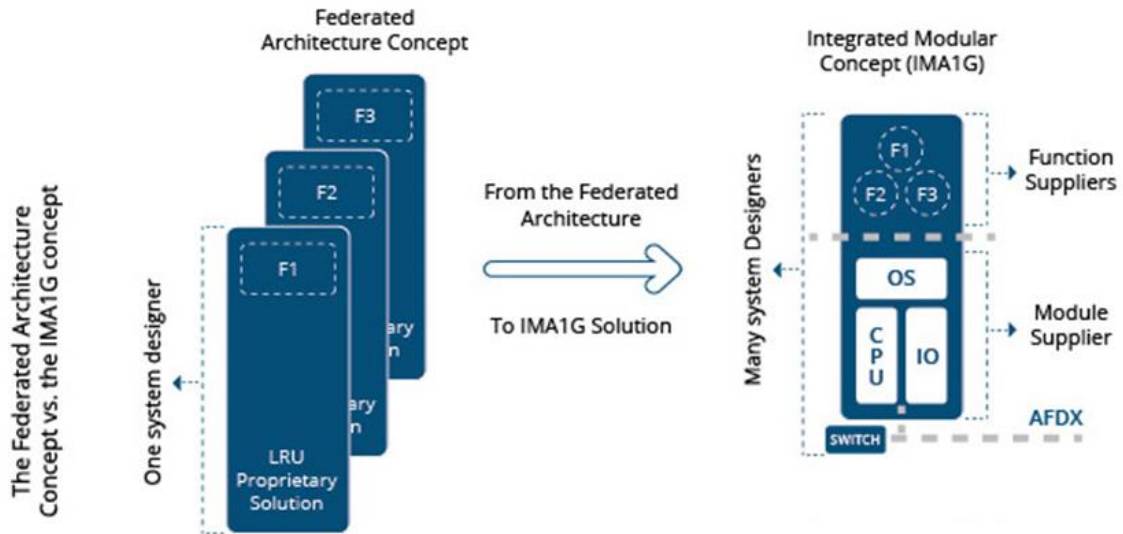 The Federated Architecture
Concept vs. the IMA1G concept
Federated
Architecture Concept
One system designer
F3
F2
F1
ary
n
ary
n
LRU
Proprietary
Solution
From the Federated
Architecture
To IMA1G Solution
Integrated Modular
Concept (IMA1G)
Many system Designers
F1
F2
F3
OS
CPU
IO
SWITCH
Function
Suppliers
Module
Supplier
AFDX